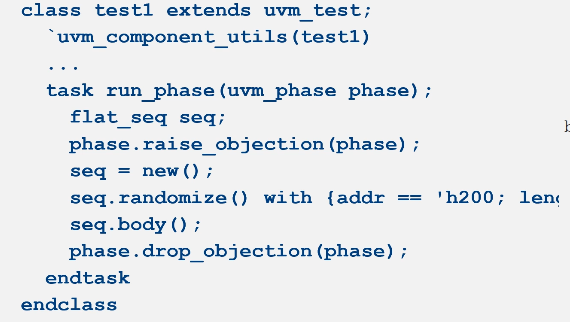 class test1 extends uvm_test;
`uvm_component_utils(test1)
...
task run_phase(uvm_phase phase);
flat_seq seq;
phase.raise_objection(phase);
seq = new();
seq.randomize() with {addr == 'h200;
seq.body();
phase.drop_objection(phase);
endtask
endclass